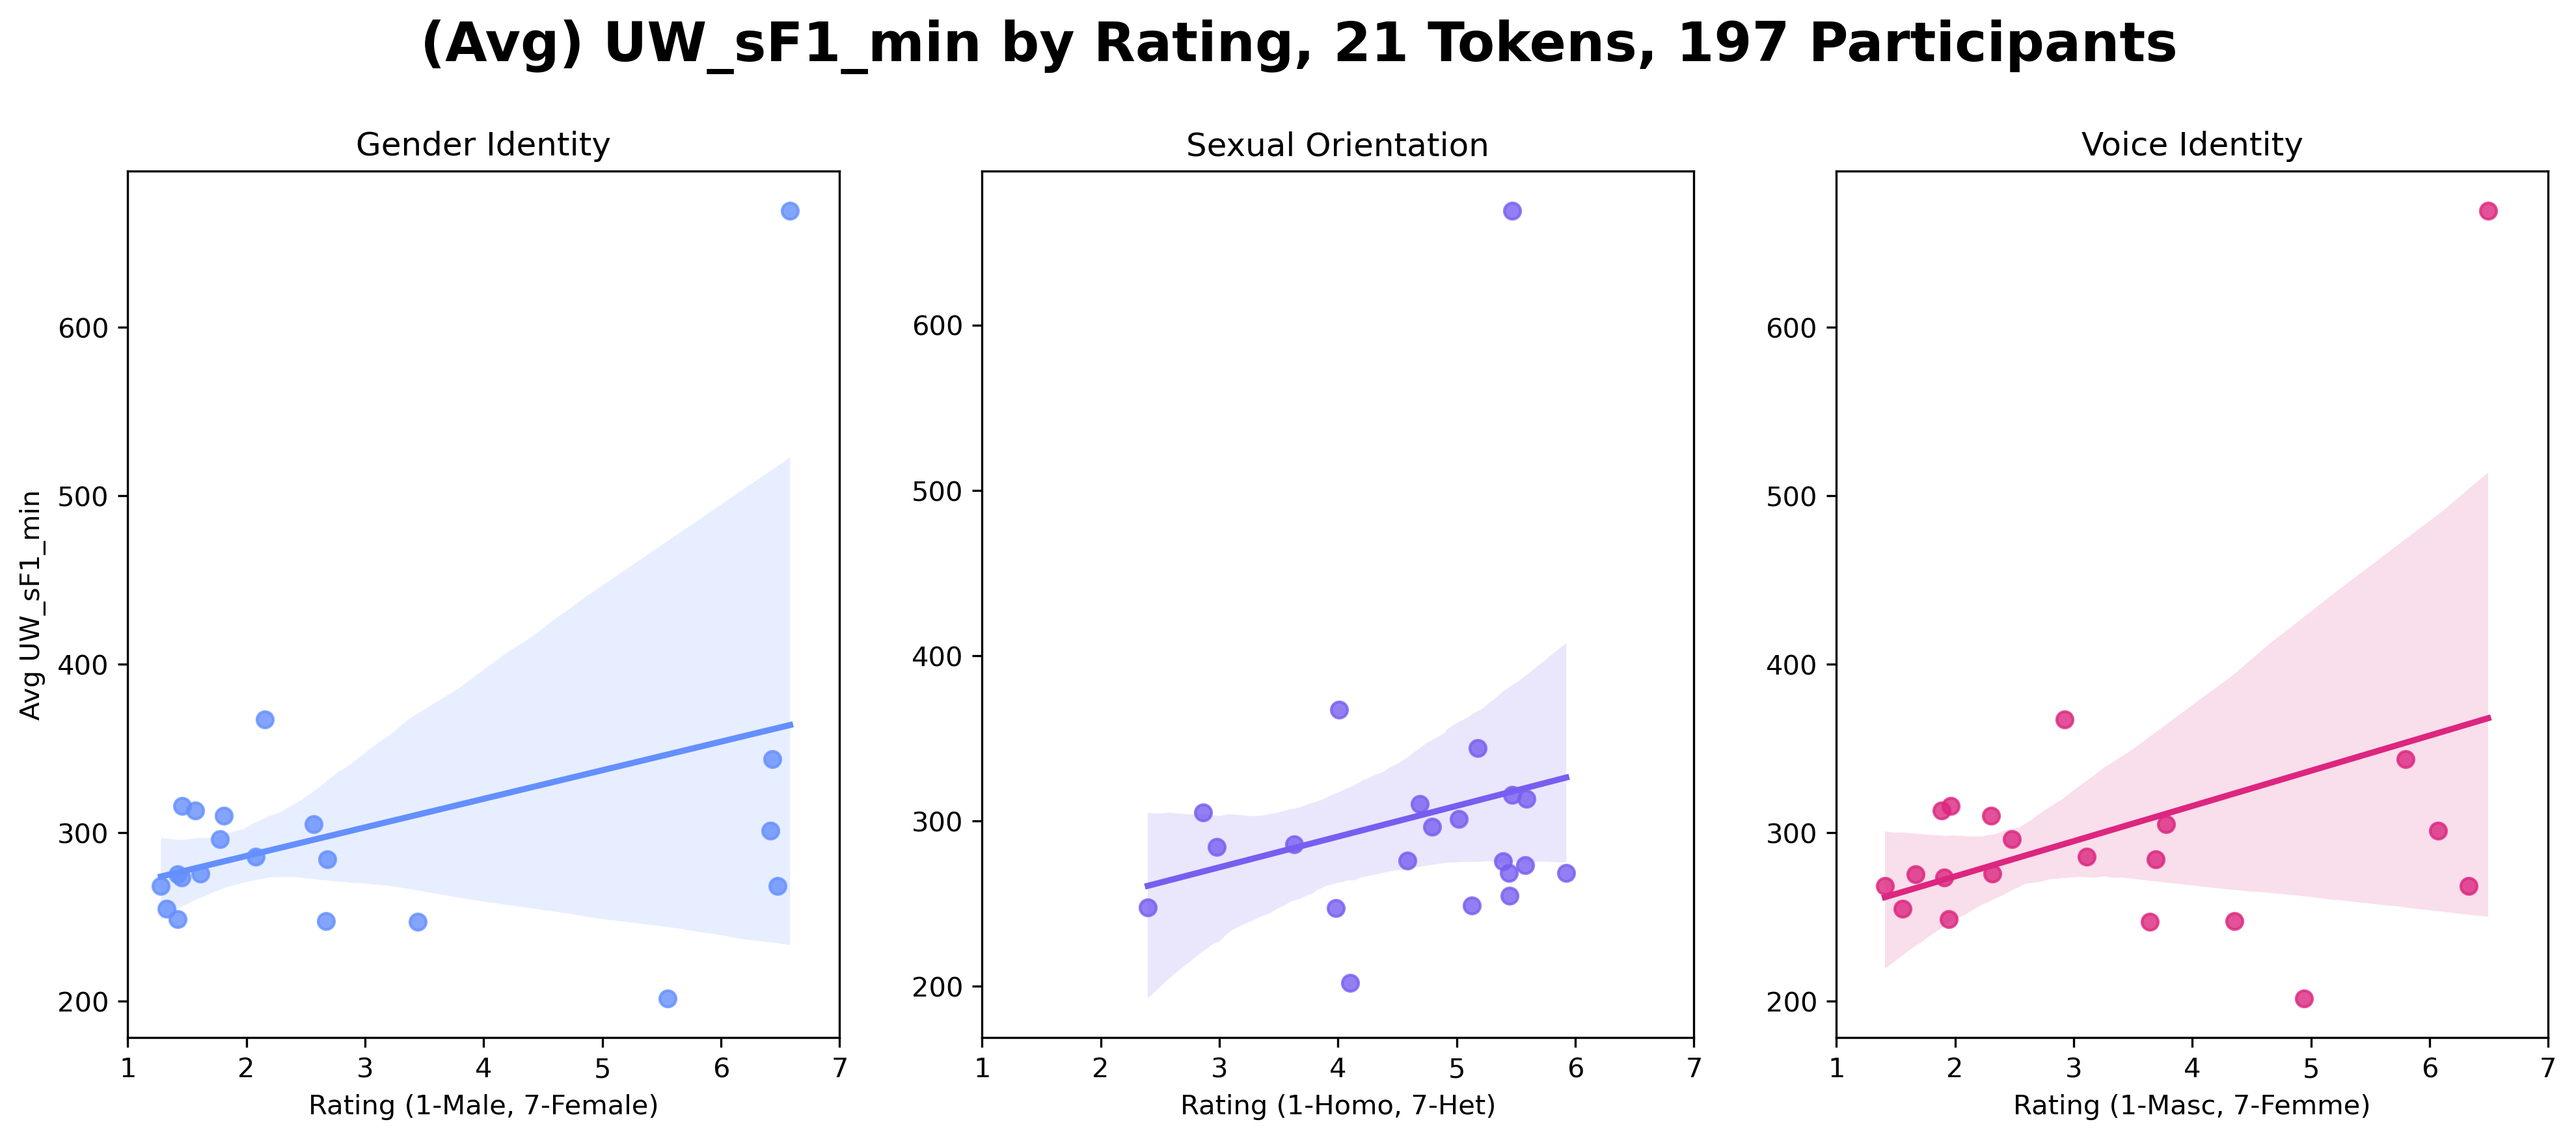 (Avg) UW_sF1_min by Rating, 21 Tokens, 197 Participants
Gender Identity
Sexual Orientation
Voice Identity
Avg UW_sF1_min
600
500
400
300
200
1 2 3 4 5 6 7
Rating (1-Male, 7-Female)
600
500
400
300
200
1 2 3 4 5 6 7
Rating (1-Homo, 7-Het)
600
500
400
300
200
1 2 3 4 5 6 7
Rating (1-Masc, 7-Femme)